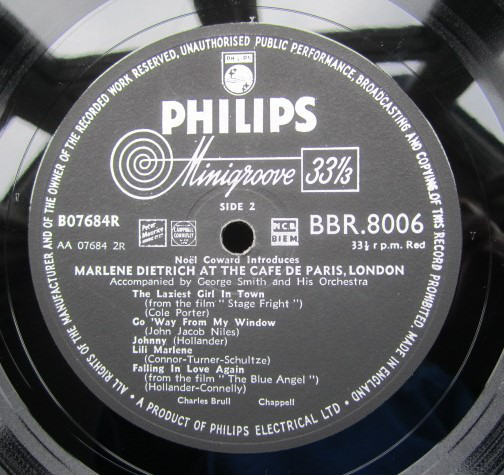 ALL RIGHTS OF THE MANUFACTURER AND OF THE OWNER OF THE RECORDED WORK RESERVED, UNAUTHORISED PUBLIC PERFORMANCE, BROADCASTING AND COPYING OF THIS RECORD PROHIBITED. MADE IN ENGLAND
PHILIPS
PHILIPS
Minigroove 33⅓
SIDE 2
B07684R
Peter Maurice
CAMPBELL CONNELLY
N.C.B.
BIEM
BBR.8006
AA 07684 2R
33⅓ r p.m. Red
Noël Coward Introduces
MARLENE DIETRICH AT THE CAFE DE PARIS, LONDON
Accompanied by George Smith and His Orchestra
The Laziest Girl In Town
(from the film " Stage Fright ")
(Cole Porter)
Go 'Way From My Window
(John Jacob Niles)
Johnny (Hollander)
Lili Marlene
(Connor-Turner-Schultze)
Falling In Love Again
(from the film " The Blue Angel ")
(Hollander-Connelly)
Charles Brull Chappell
• A PRODUCT OF PHILIPS ELECTRICAL LTD •